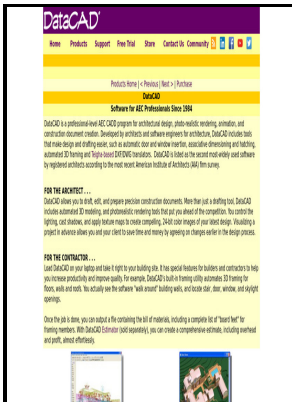 DataCAD
Home Products Support Free Trial Store Contact Us Community
Products Home | < Previous | Next > | Purchase
DataCAD
Software for AEC Professionals Since 1984
DataCAD is a professional-level AEC CADD program for architectural design, photo-realistic rendering, animation, and
construction document creation. Developed by architects and software engineers for architecture, DataCAD includes tools
that make design and drafting easier, such as automatic door and window insertion, associative dimensioning and hatching,
automated 3D framing and Teigha-based DXF/DWG translators. DataCAD is listed as the second most widely used software
by registered architects according to the most recent American Institute of Architects (AIA) firm survey.
FOR THE ARCHITECT . . .
DataCAD allows you to draft, edit, and prepare precision construction documents. More than just a drafting tool, DataCAD
includes automated 3D modeling, and photorealistic rendering tools that put you ahead of the competition. You control the
lighting, cast shadows, and apply texture maps to create compelling, 24-bit color images of your latest design. Visualizing a
project in advance allows you and your client to save time and money by agreeing on changes earlier in the design process.
FOR THE CONTRACTOR . . .
Load DataCAD on your laptop and take it right to your building site. It has special features for builders and contractors to help
you increase productivity and improve quality. For example, DataCAD's built-in framing utility automates 3D framing for
floors, walls and roofs. You actually see the software "walk around" building walls, and locate stair, door, window, and skylight
openings.
Once the job is done, you can output a file containing the bill of materials, including a complete list of "board feet" for
framing members. With DataCAD Estimator (sold separately), you can create a comprehensive estimate, including overhead
and profit, almost effortlessly.